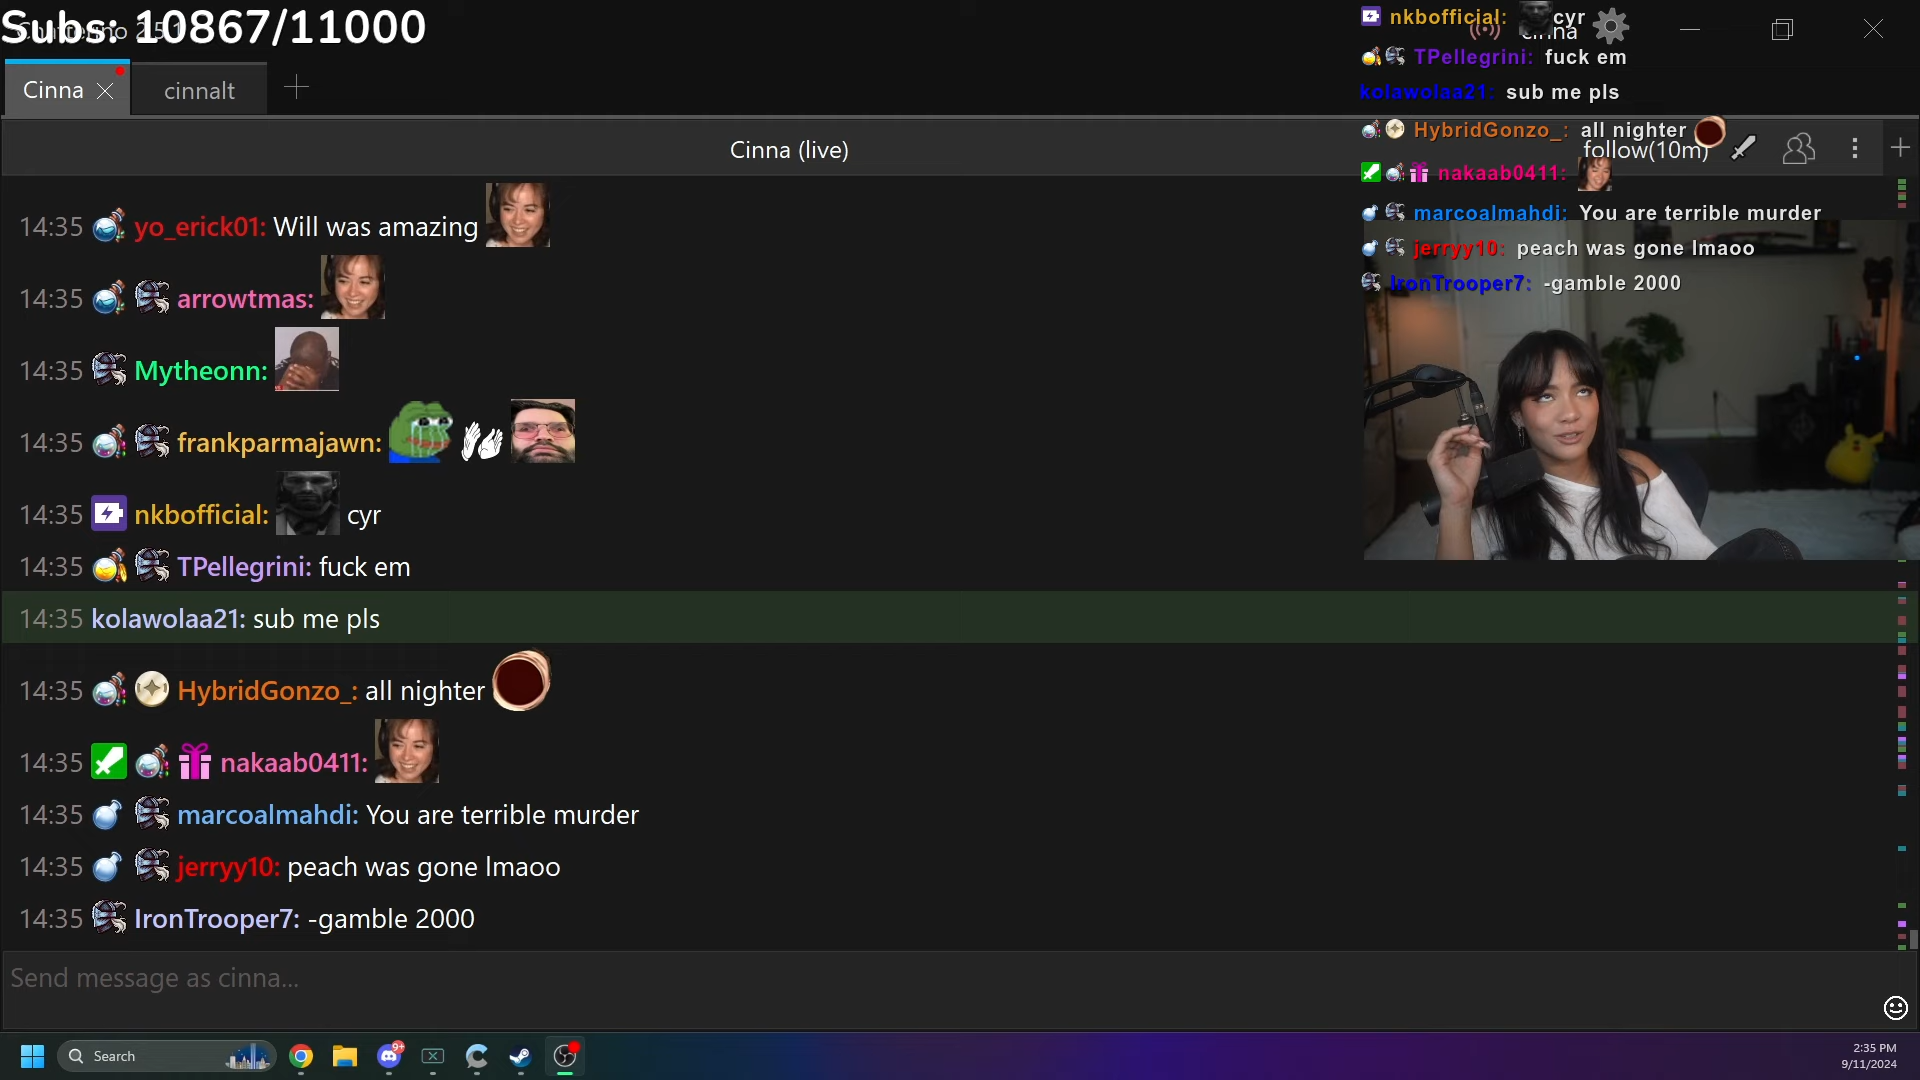 Subs: 10867/11000
Cinna
cinnalt
Cinna (live)
cinna
follow(10m)
14:35 yo_erick01: Will was amazing
14:35 arrowtmas:
14:35 Mytheonn:
14:35 frankparmajawn:
14:35 nkbofficial: cyr
14:35 TPellegrini: fuck em
14:35 kolawolaa21: sub me pls
14:35 HybridGonzo_: all nighter
14:35 nakaab0411:
14:35 marcoalmahdi: You are terrible murder
14:35 jerryy10: peach was gone lmaoo
14:35 IronTrooper7: -gamble 2000
nkbofficial: cyr
TPellegrini: fuck em
kolawolaa21: sub me pls
HybridGonzo_: all nighter
nakaab0411:
marcoalmahdi: You are terrible murder
jerryy10: peach was gone lmaoo
IronTrooper7: -gamble 2000
Send message as cinna...
Search
9+
2:35 PM
9/11/2024